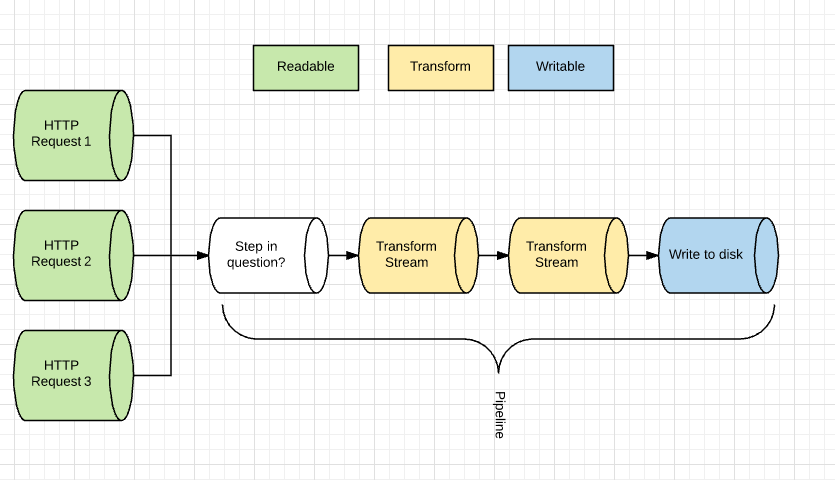 Readable
Transform
Writable
HTTP
Request 1
HTTP
Request 2
HTTP
Request 3
Step in
question?
Transform
Stream
Transform
Stream
Write to disk
Pipeline